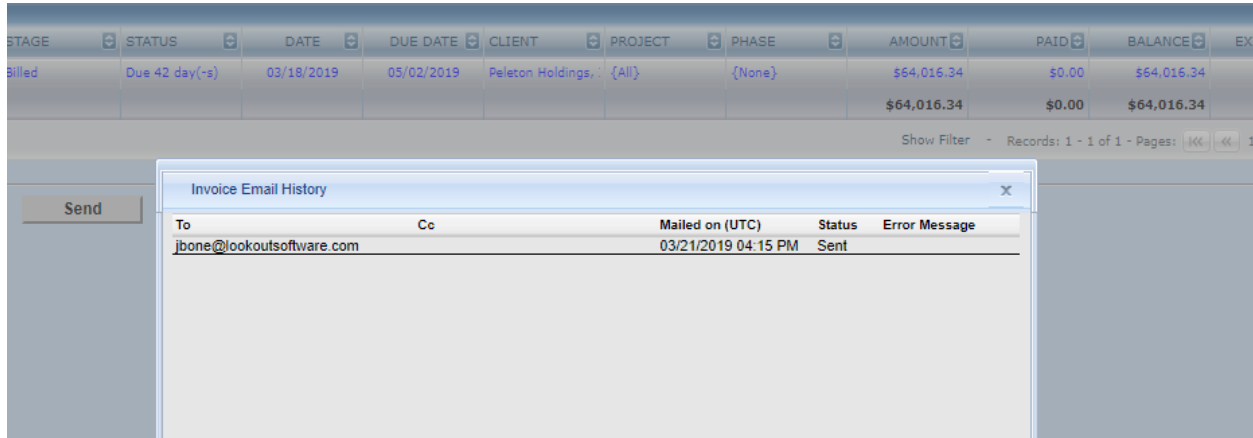 STAGE STATUS DATE DUE DATE CLIENT PROJECT PHASE AMOUNT PAID BALANCE EX
Billed Due 42 day(-s) 03/18/2019 05/02/2019 Peleton Holdings, {All} {None} $64,016.34 $0.00 $64,016.34
$64,016.34 $0.00 $64,016.34
Show Filter - Records: 1 - 1 of 1 - Pages: 1
Invoice Email History
Send
To Cc Mailed on (UTC) Status Error Message
jbone@lookoutsoftware.com 03/21/2019 04:15 PM Sent